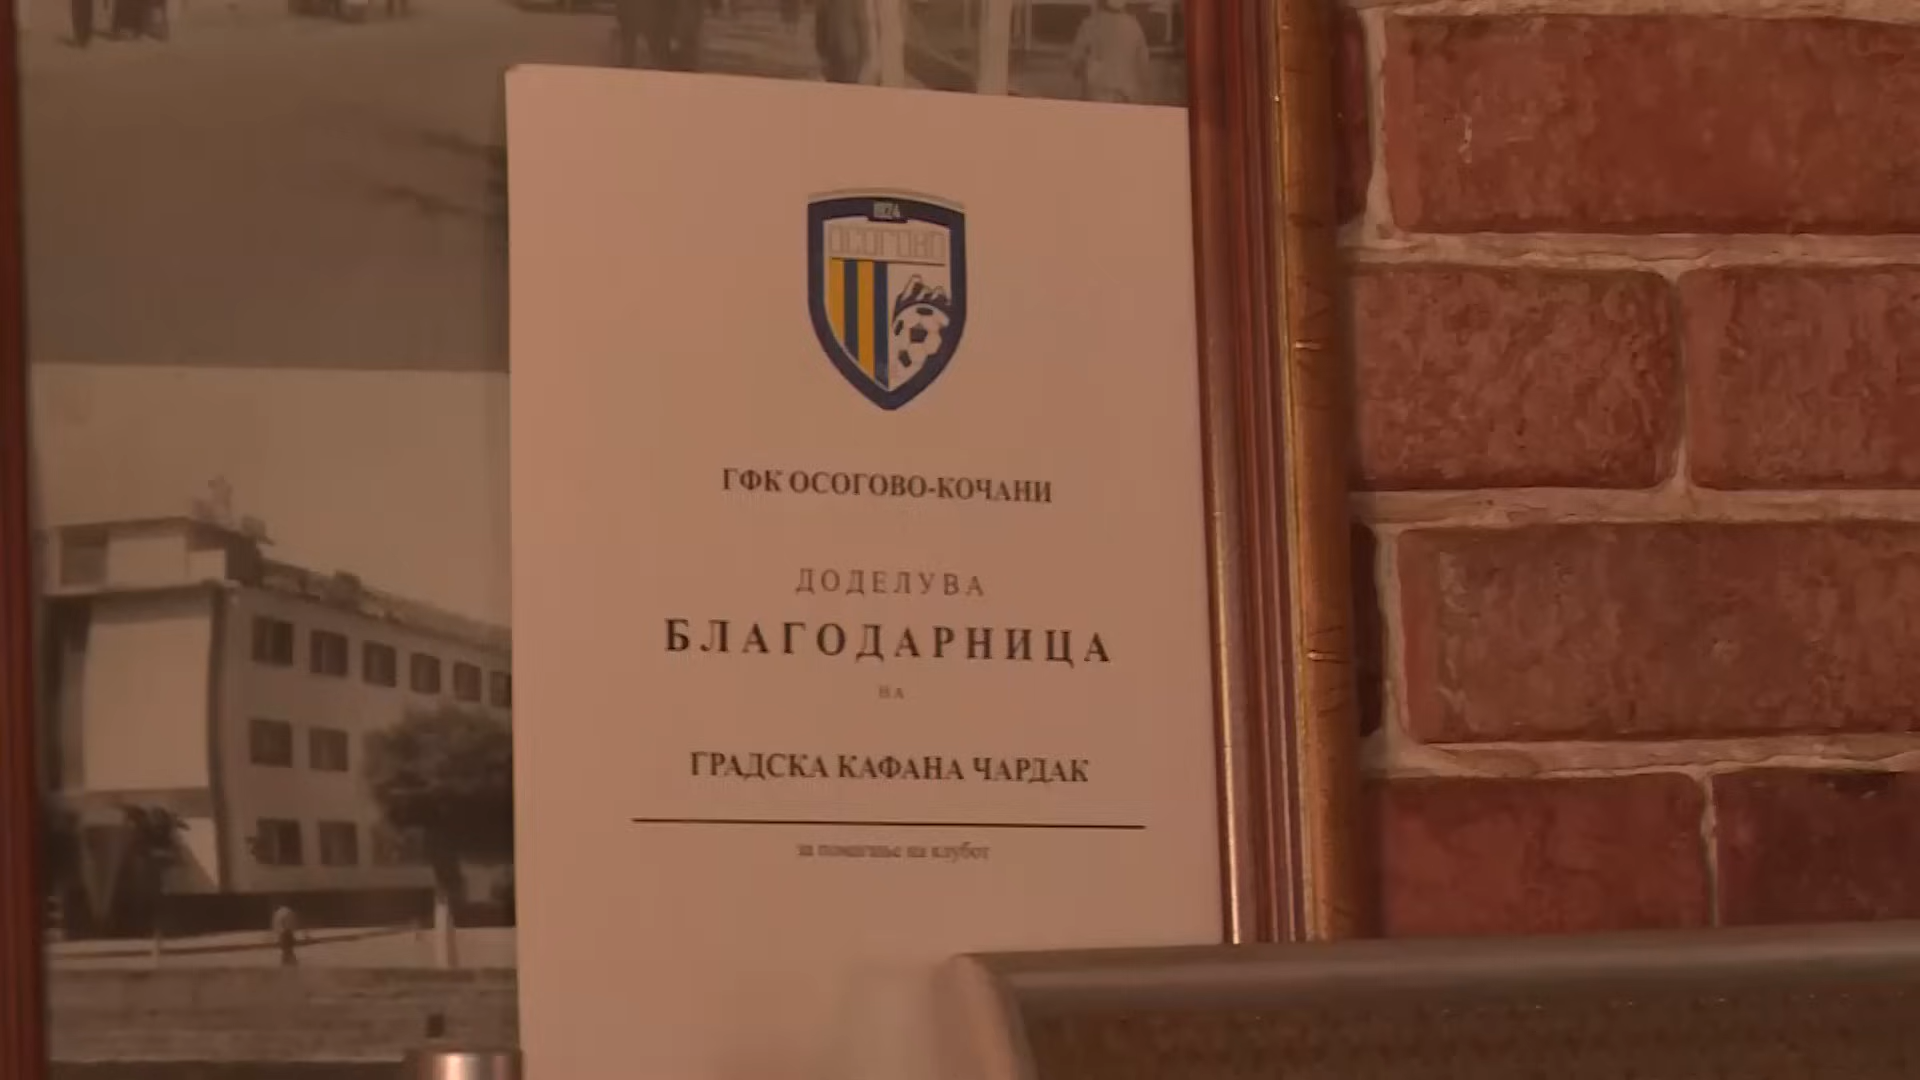 1924
ОСОГОВО
ГФК ОСОГОВО-КОЧАНИ
ДОДЕЛУВА
БЛАГОДАРНИЦА
НА
ГРАДСКА КАФАНА ЧАРДАК
за помагање на клубот